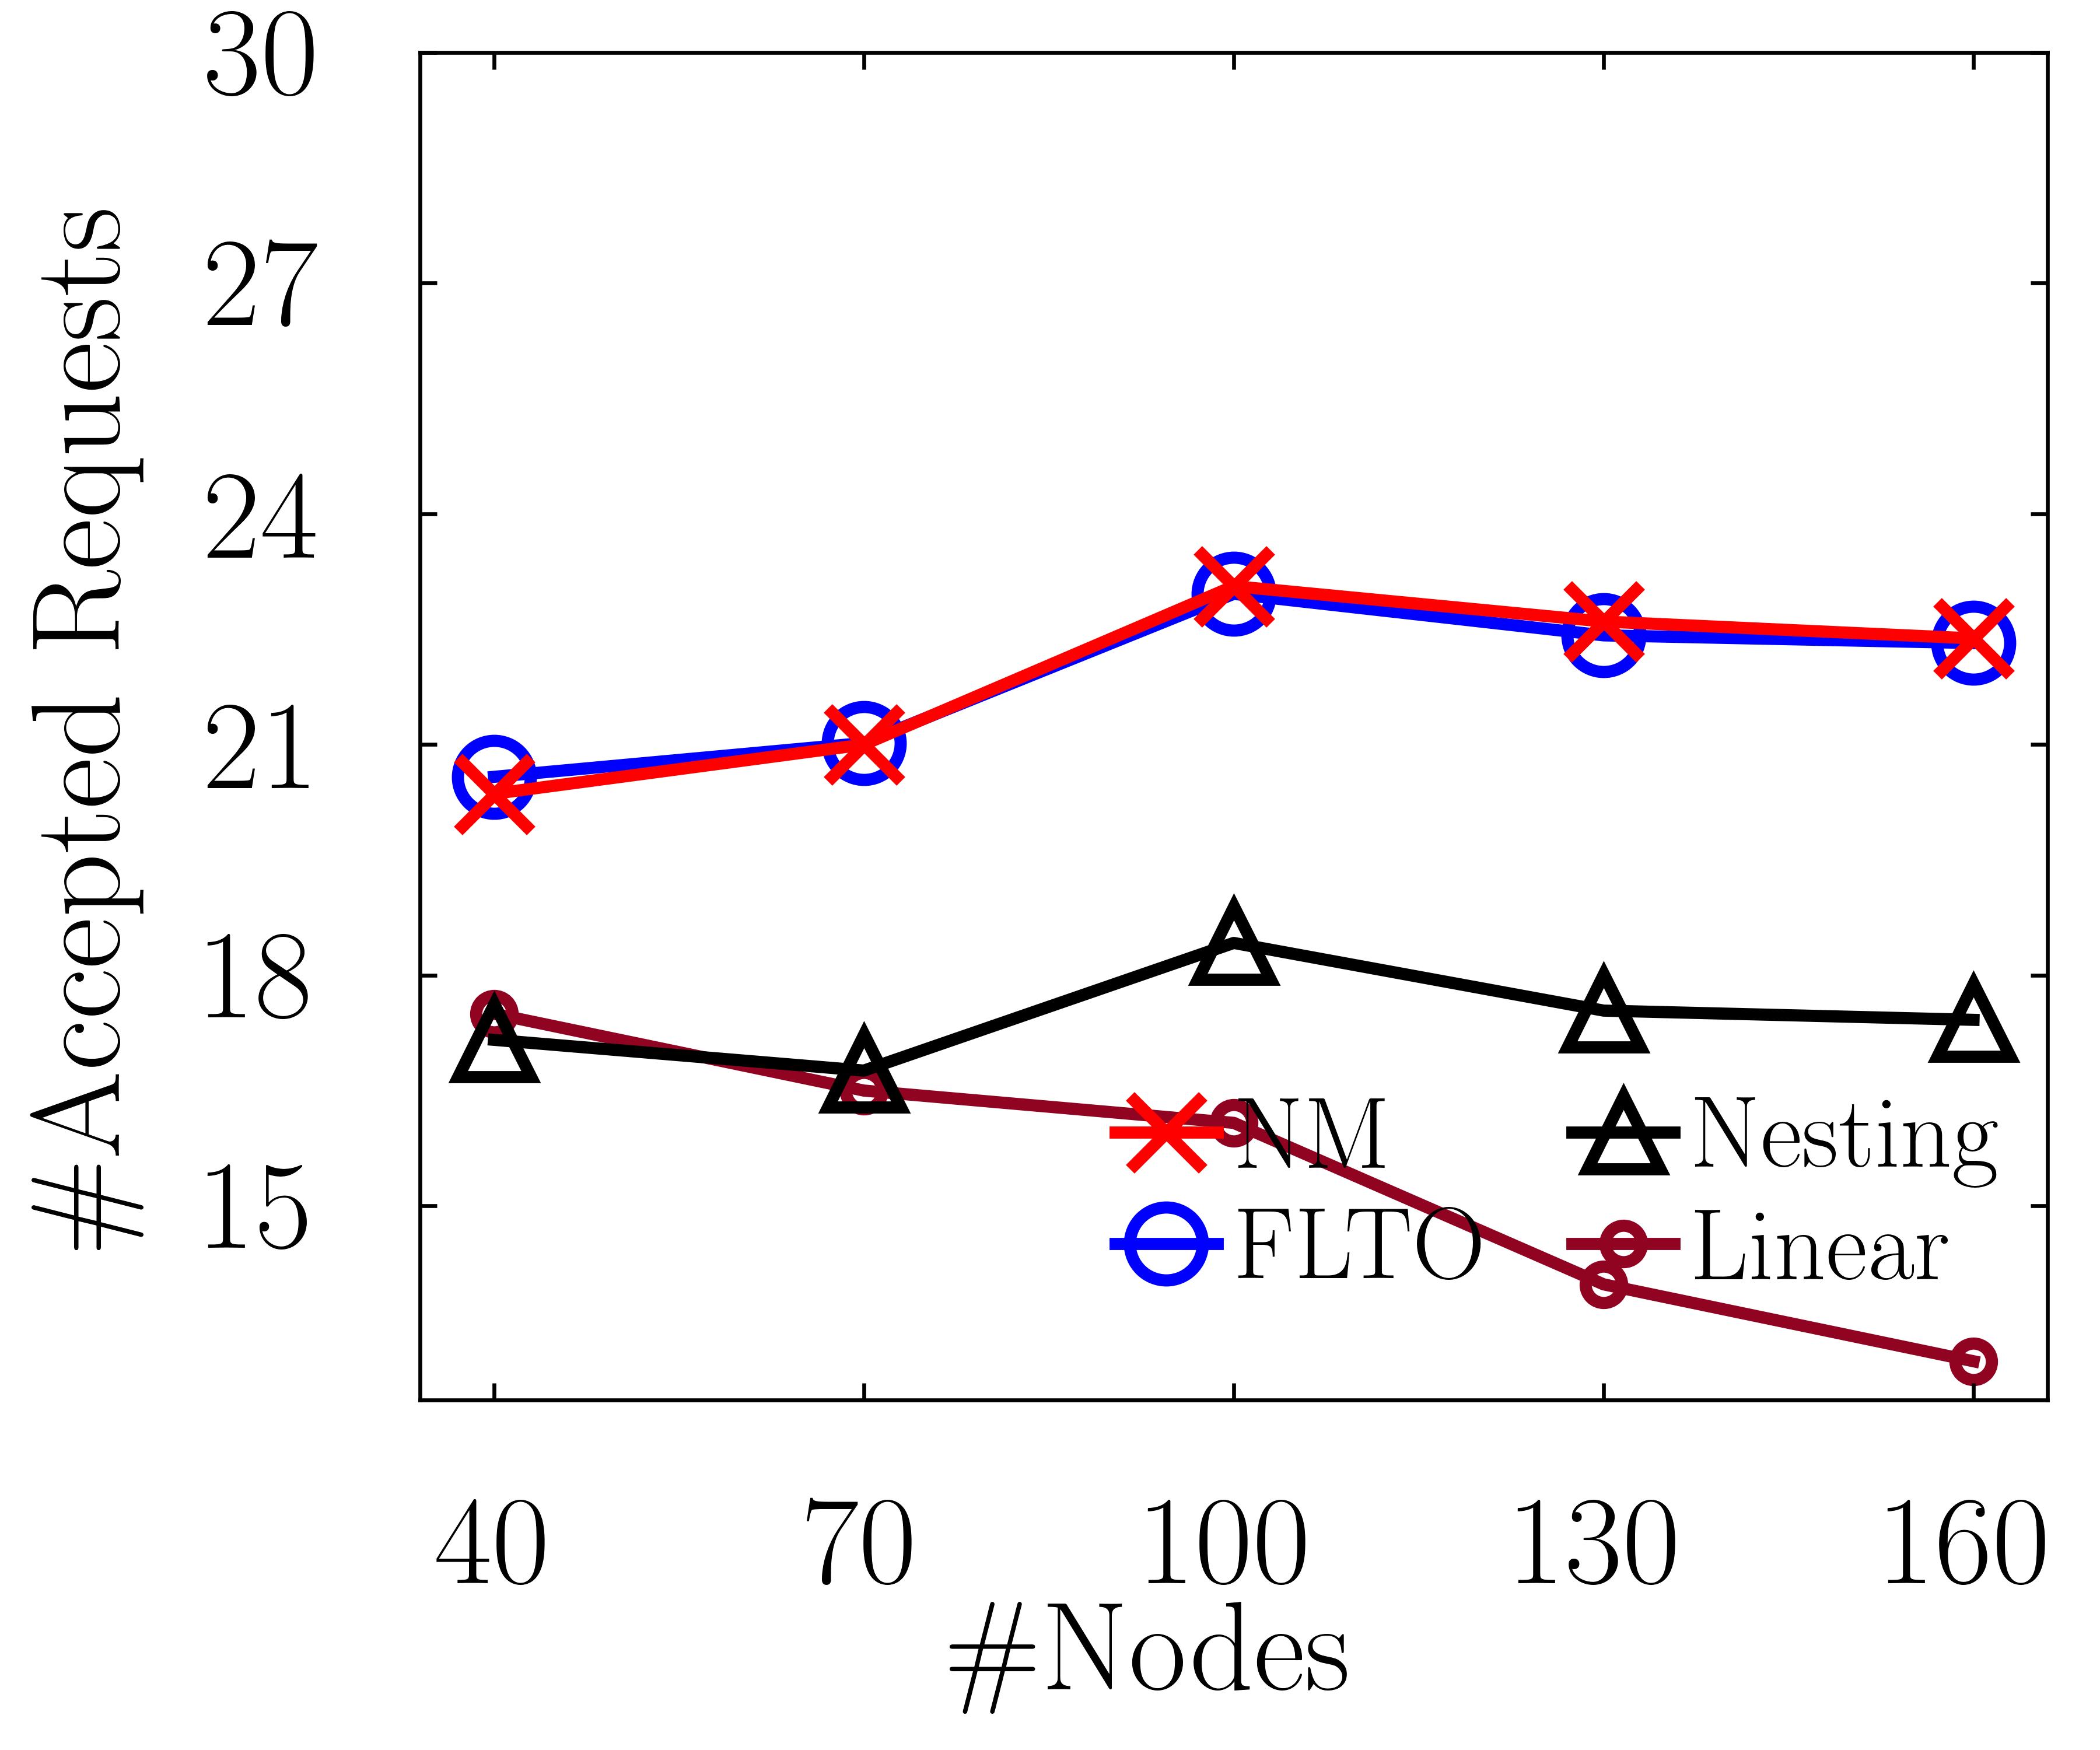 #Accepted Requests
30
27
24
21
18
15
NM
Nesting
FLTO
Linear
40 70 100 130 160
#Nodes